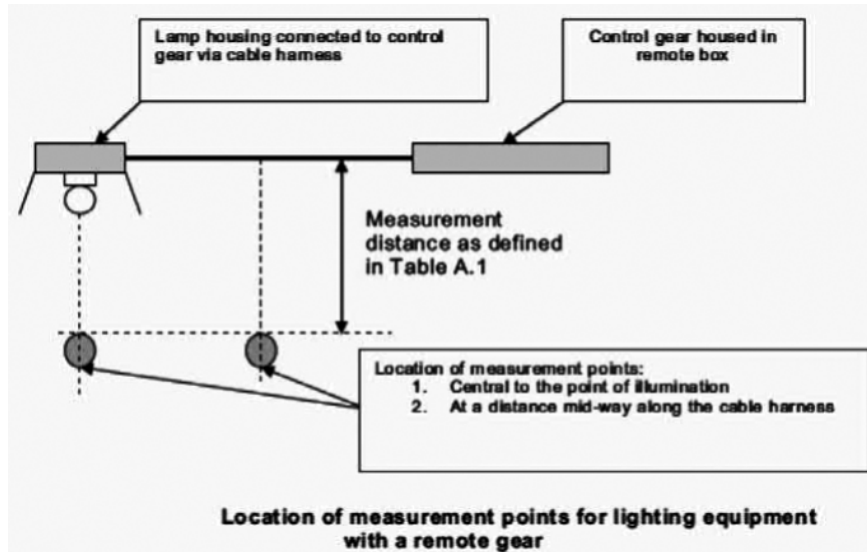 Lamp housing connected to control
gear via cable harness
Control gear housed in
remote box
Measurement
distance as defined
in Table A.1
Location of measurement points:
1. Central to the point of illumination
2. At a distance mid-way along the cable harness
Location of measurement points for lighting equipment
with a remote gear